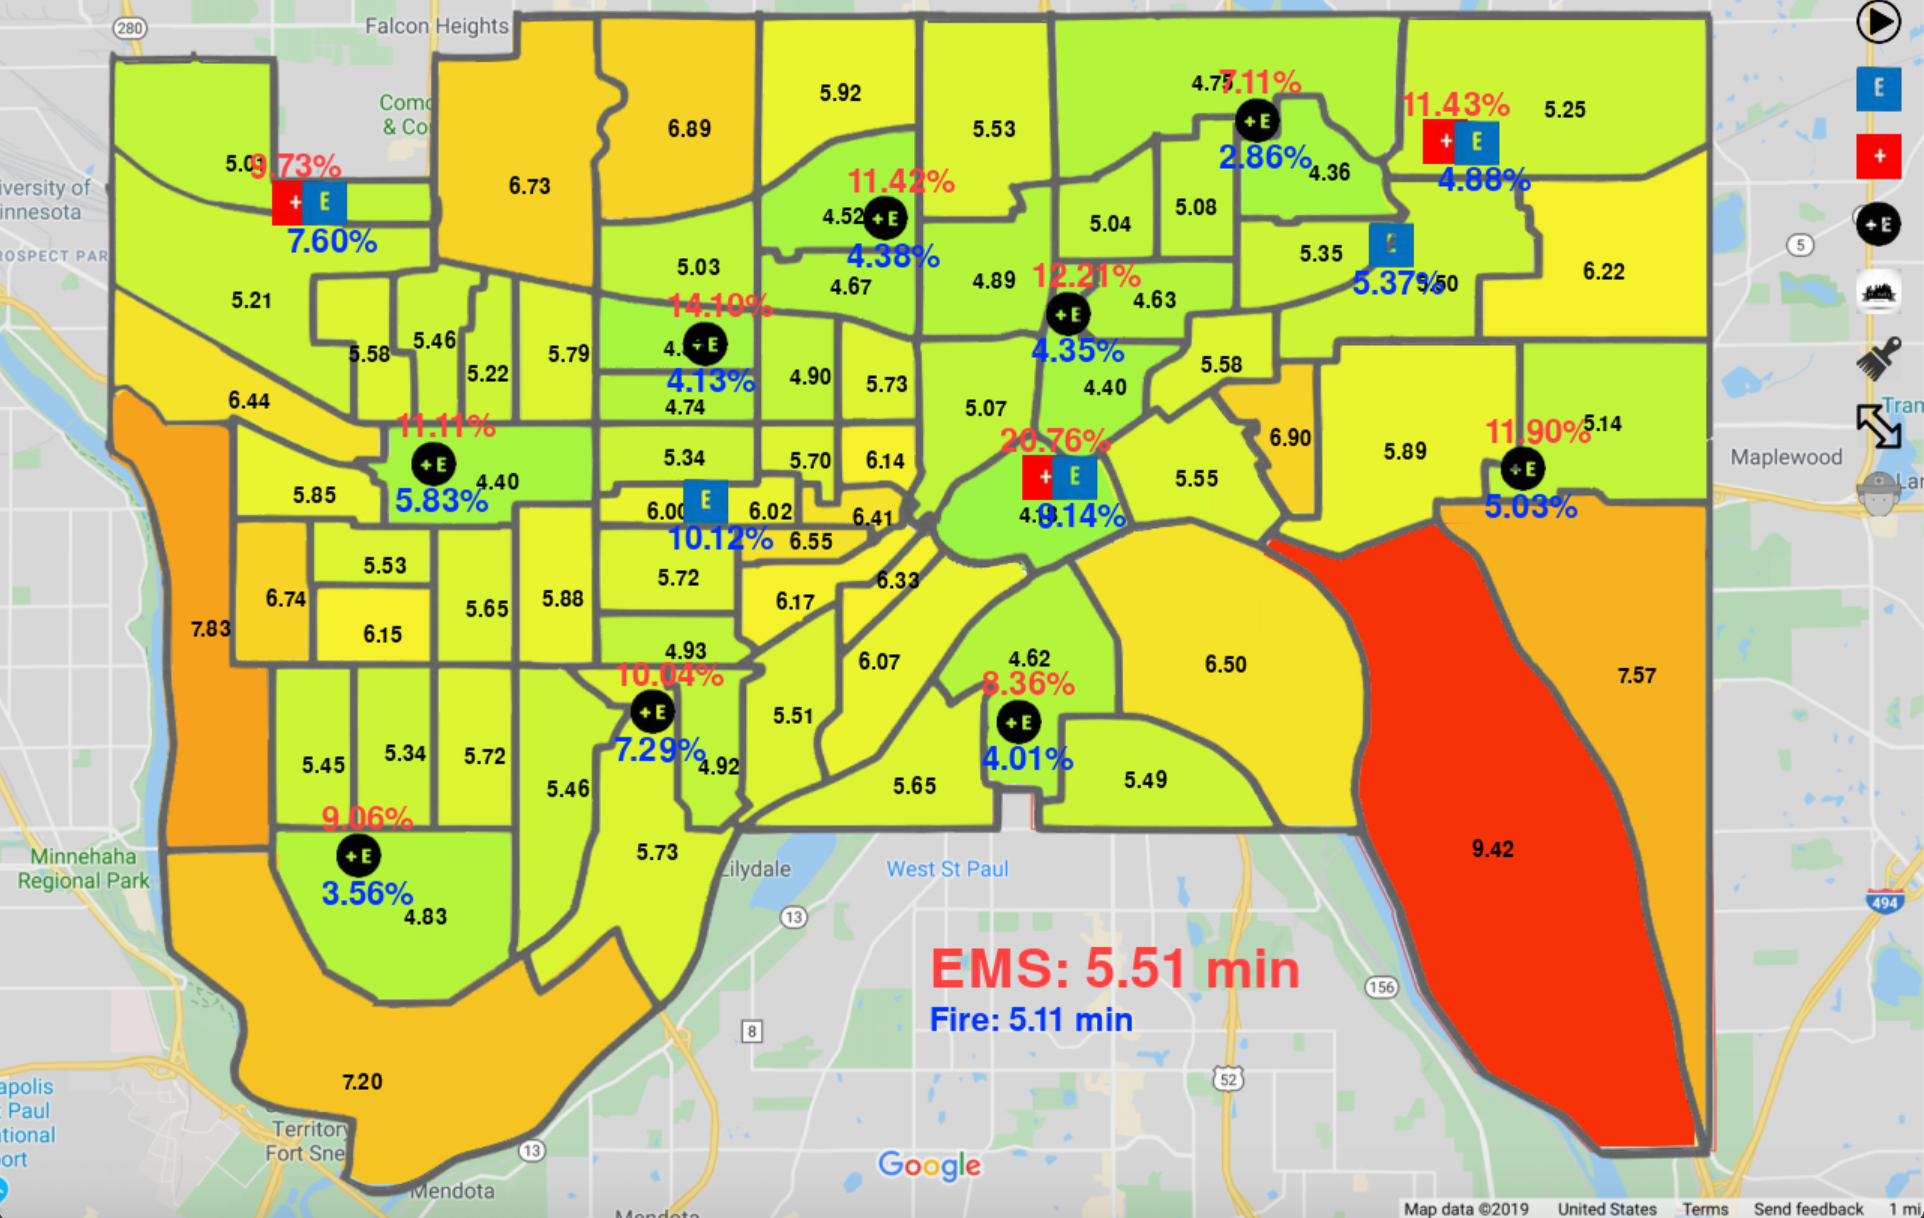 280
Falcon Heights
Como
& Co
5.92
4.75
7.11%
11.43%
5.25
6.89
5.53
+E
+ E
2.86%
4.36
4.88%
5.01
9.73%
iversity of
innesota
+ E
6.73
11.42%
4.52
+E
5.08
5.04
E
5.35
5
7.60%
ROSPECT PAR
4.38%
5.03
4.67
4.89
12.21%
4.63
5.37%
6.22
5.21
14.10%
+E
+E
4.35%
5.58
5.46
5.22
5.79
4.90
5.73
4.13%
4.74
5.07
4.40
5.58
6.44
11.11%
+E
4.40
5.83%
5.34
5.70
6.14
20.76%
+ E
6.90
5.89
11.90%
5.14
+E
5.03%
Maplewood
Tran
Lar
5.85
6.00
E
6.02
6.41
10.12%
6.55
9.14%
5.55
5.53
6.74
6.15
5.65
5.88
5.72
6.17
6.33
7.83
4.93
6.07
4.62
6.50
7.57
10.04%
+E
7.29%
4.92
5.51
8.36%
+E
4.01%
5.45
5.34
5.72
5.46
5.65
5.49
9.06%
+E
3.56%
4.83
5.73
9.42
Minnehaha
Regional Park
Lilydale
West St Paul
13
494
EMS: 5.51 min
Fire: 5.11 min
156
8
52
7.20
apolis
t Paul
ational
ort
Territory
Fort Sne
13
Mendota
Google
Mendota
Map data ©2019 United States Terms Send feedback 1 mi
E
+
+E